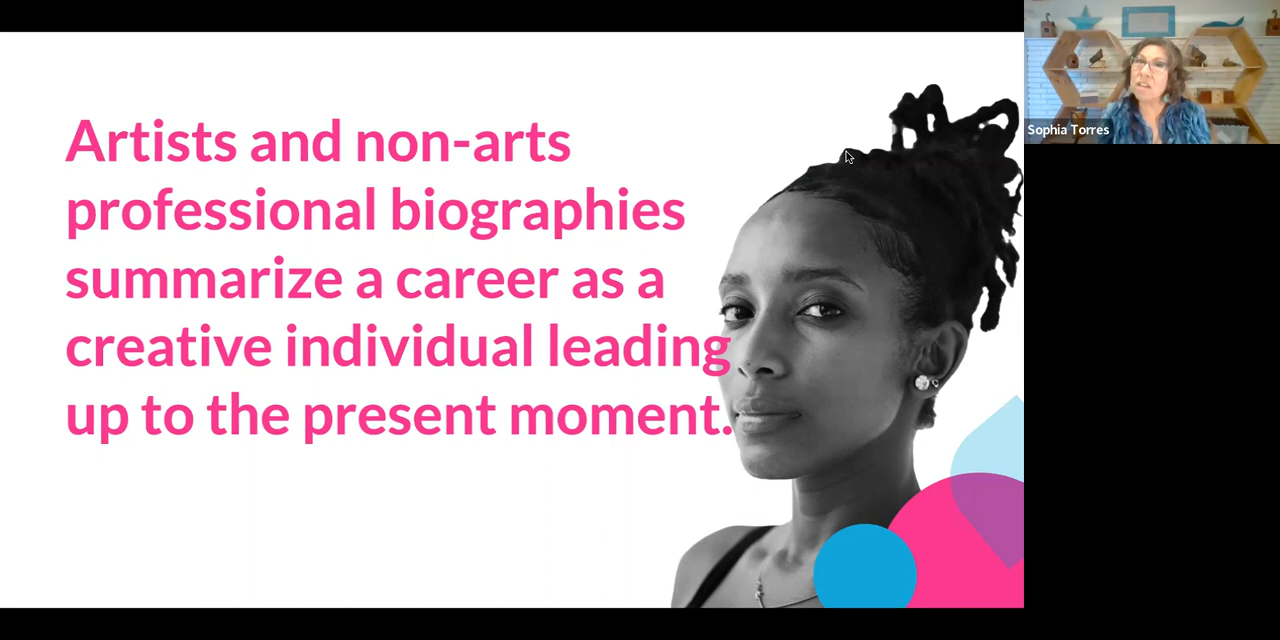 Artists and non-arts
professional biographies
summarize a career as a
creative individual leading
up to the present moment.
Sophia Torres